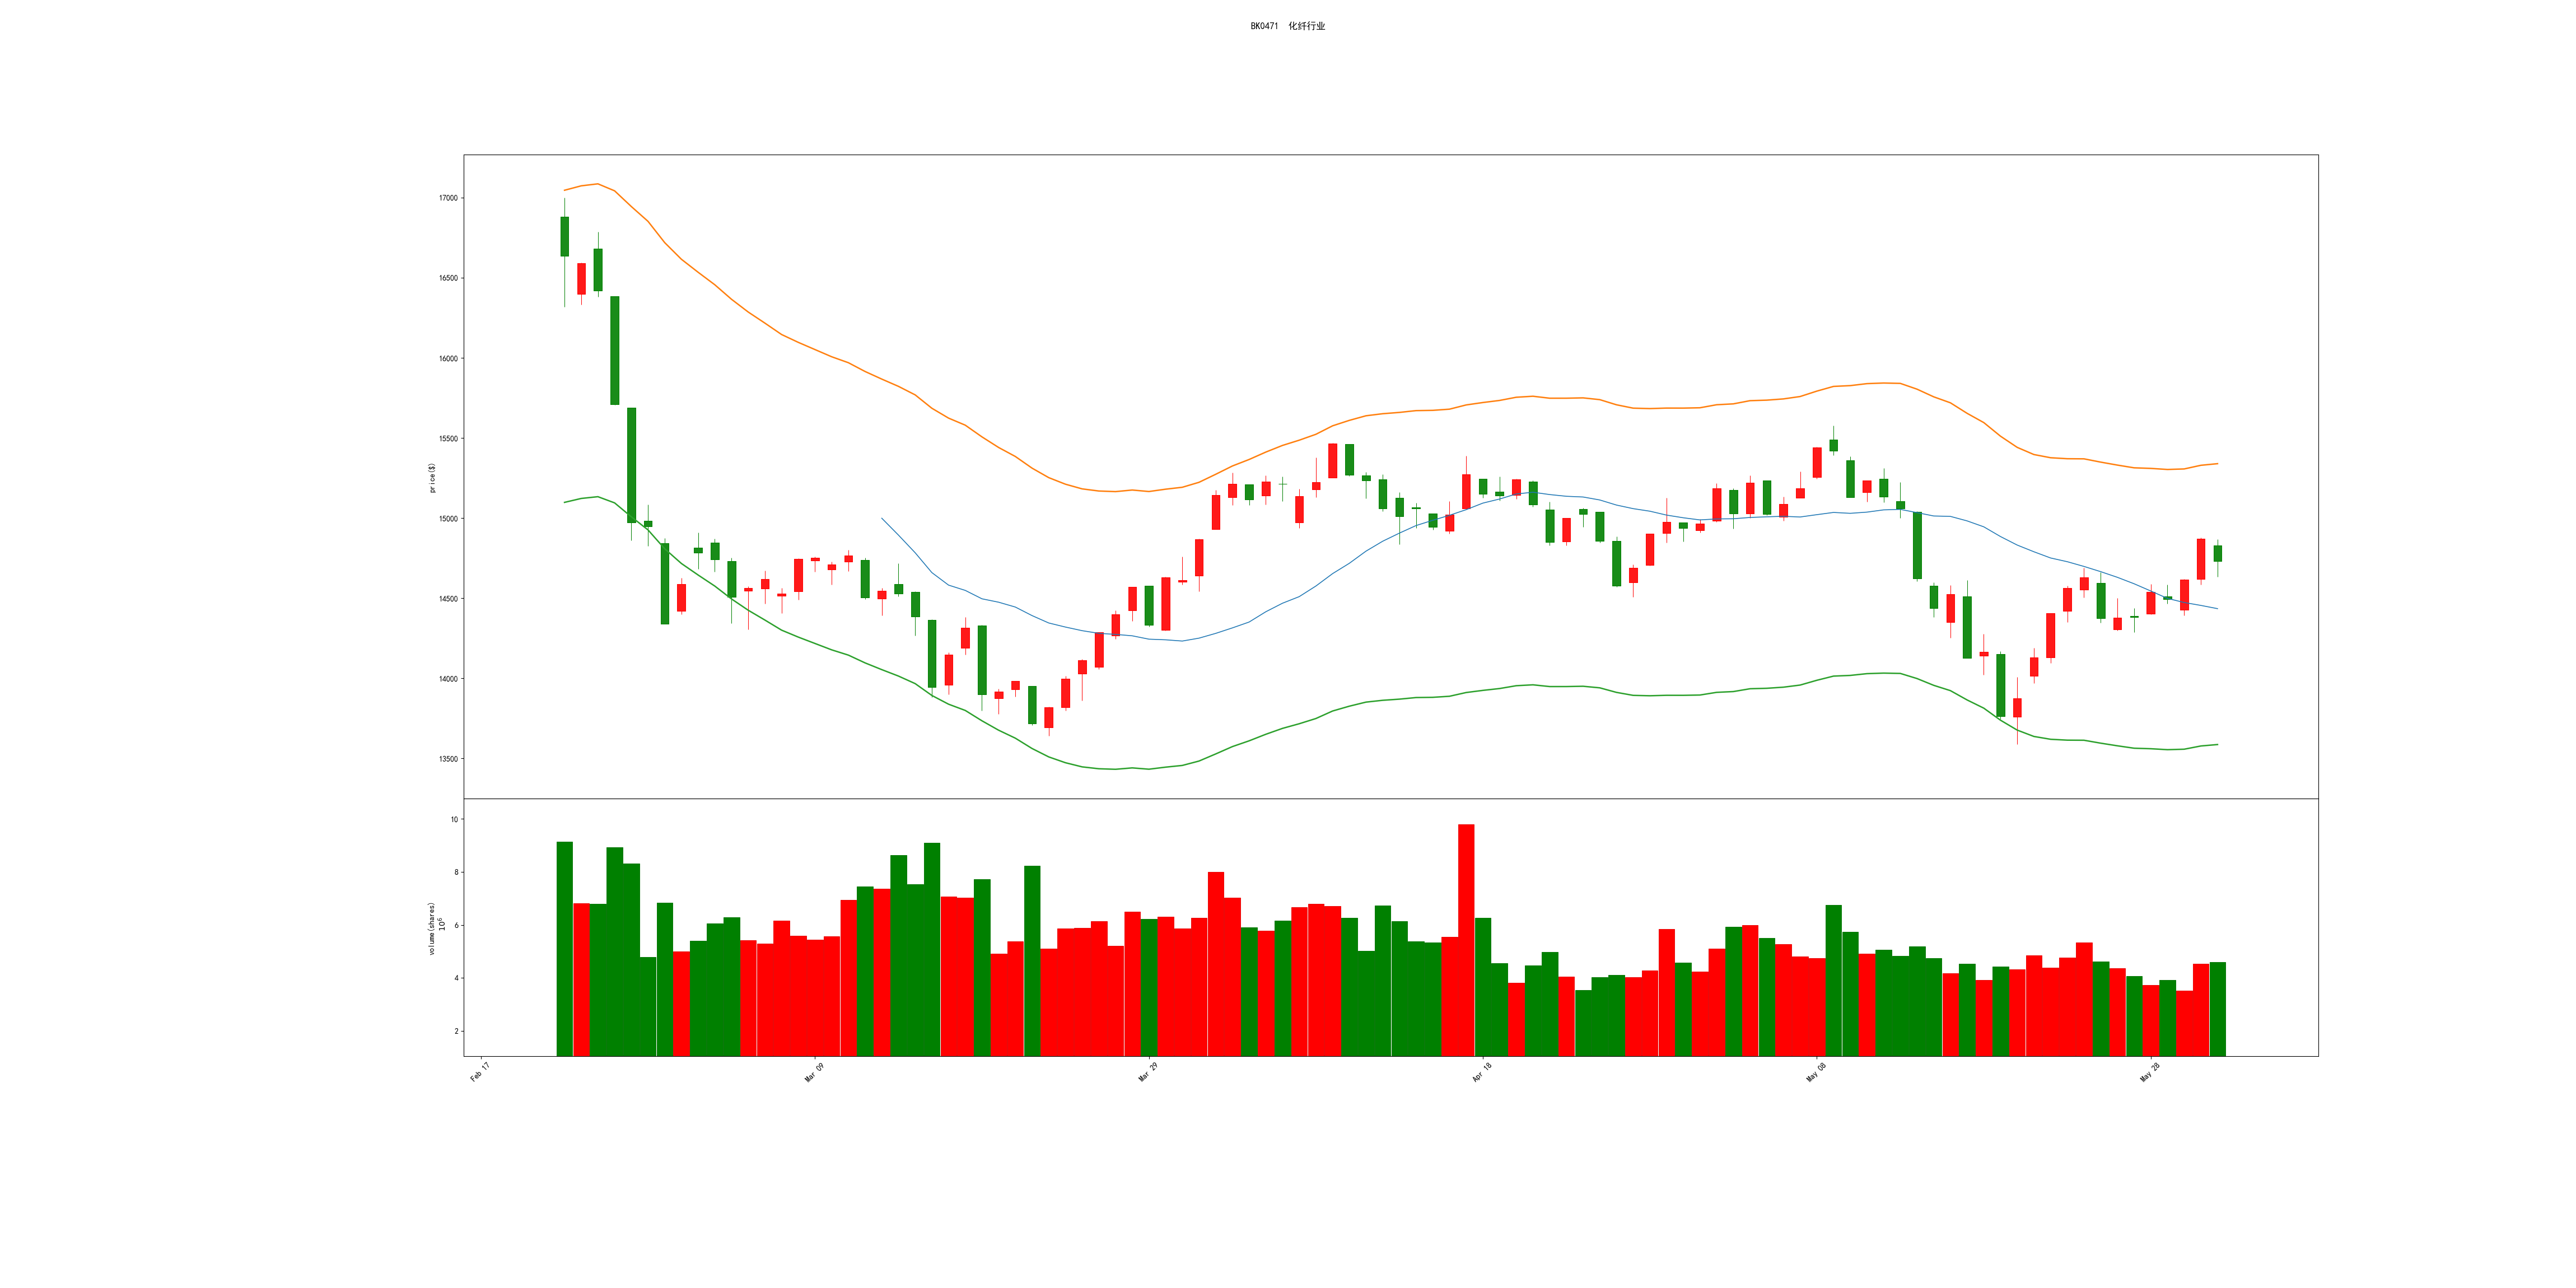 BK0471 化纤行业
17000
16500
16000
15500
15000
14500
14000
13500
price($)
10
8
6
4
2
volume(shares)
10^6
Feb 17
Mar 09
Mar 29
Apr 18
May 08
May 28